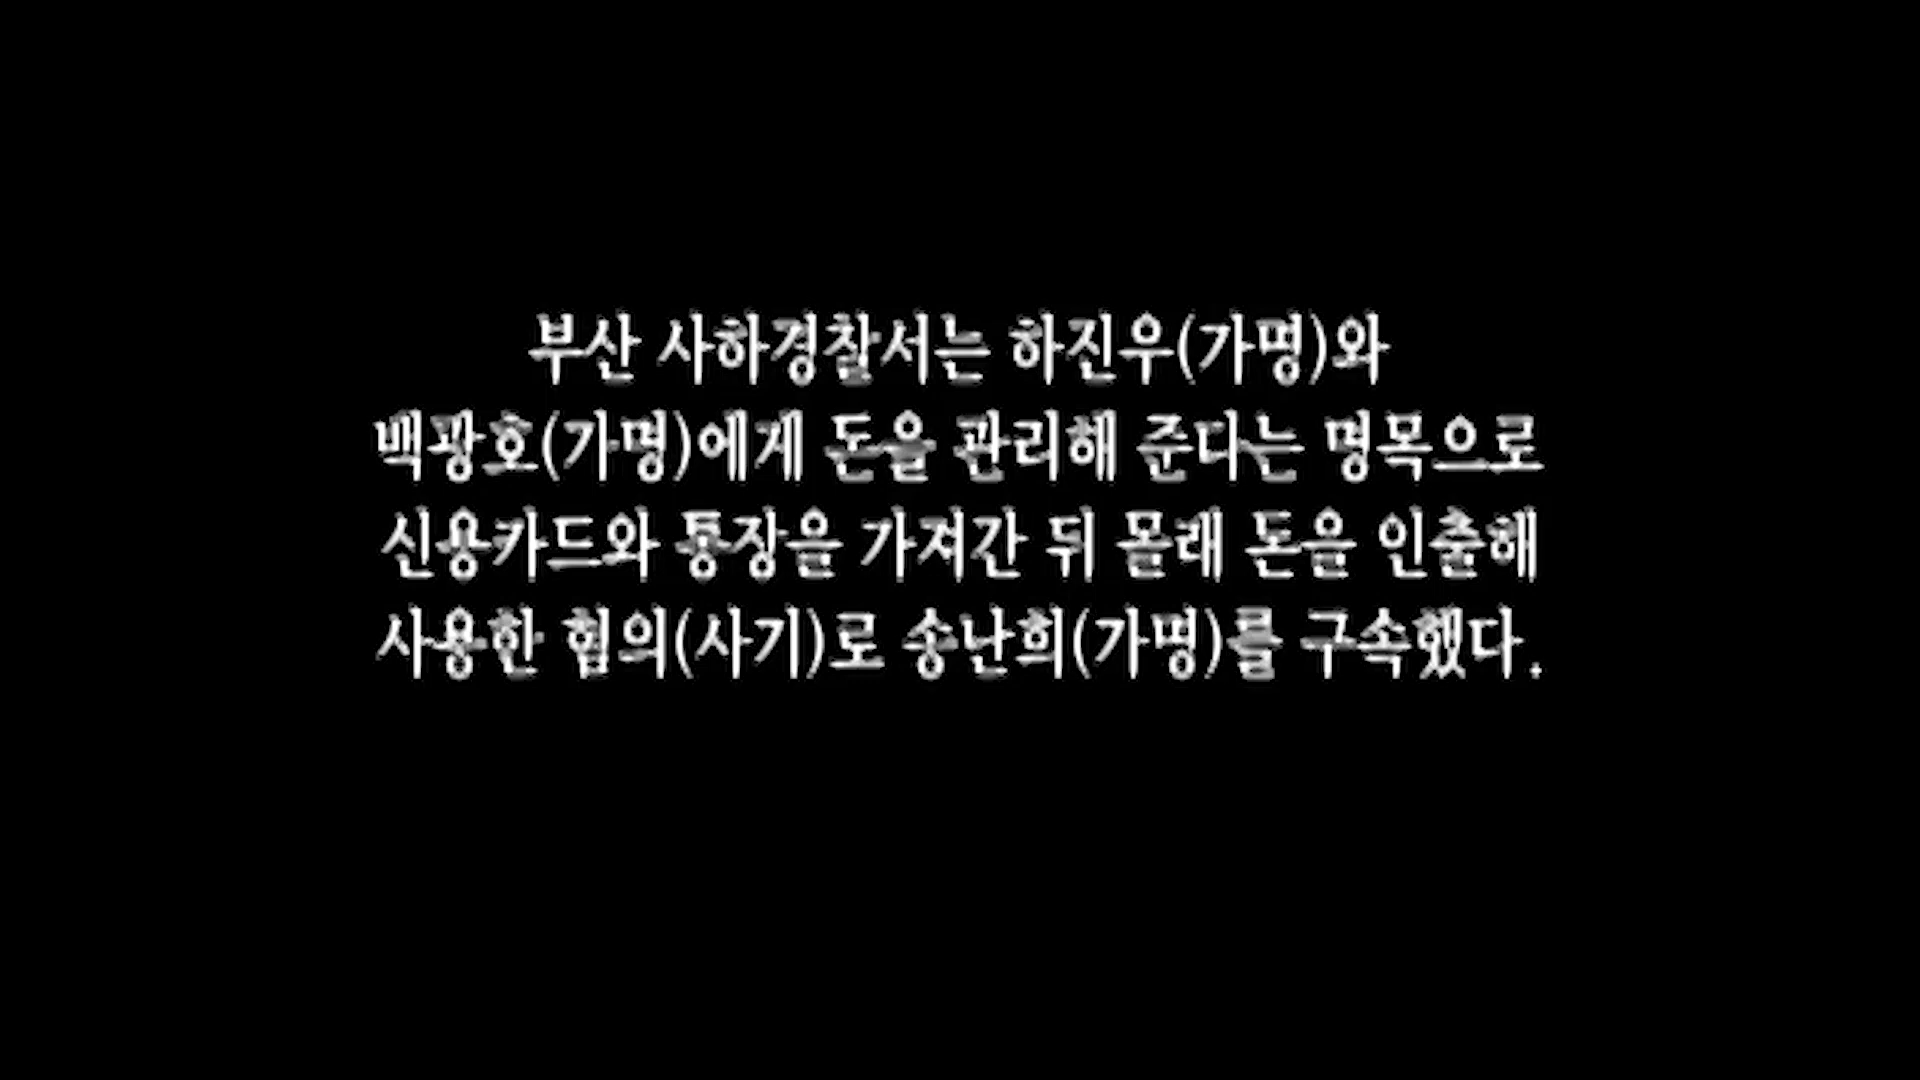 부산 사하경찰서는 하진우(가명)와
백광호(가명)에게 돈을 관리해 준다는 명목으로
신용카드와 통장을 가져간 뒤 몰래 돈을 인출해
사용한 혐의(사기)로 송난희(가명)를 구속했다.